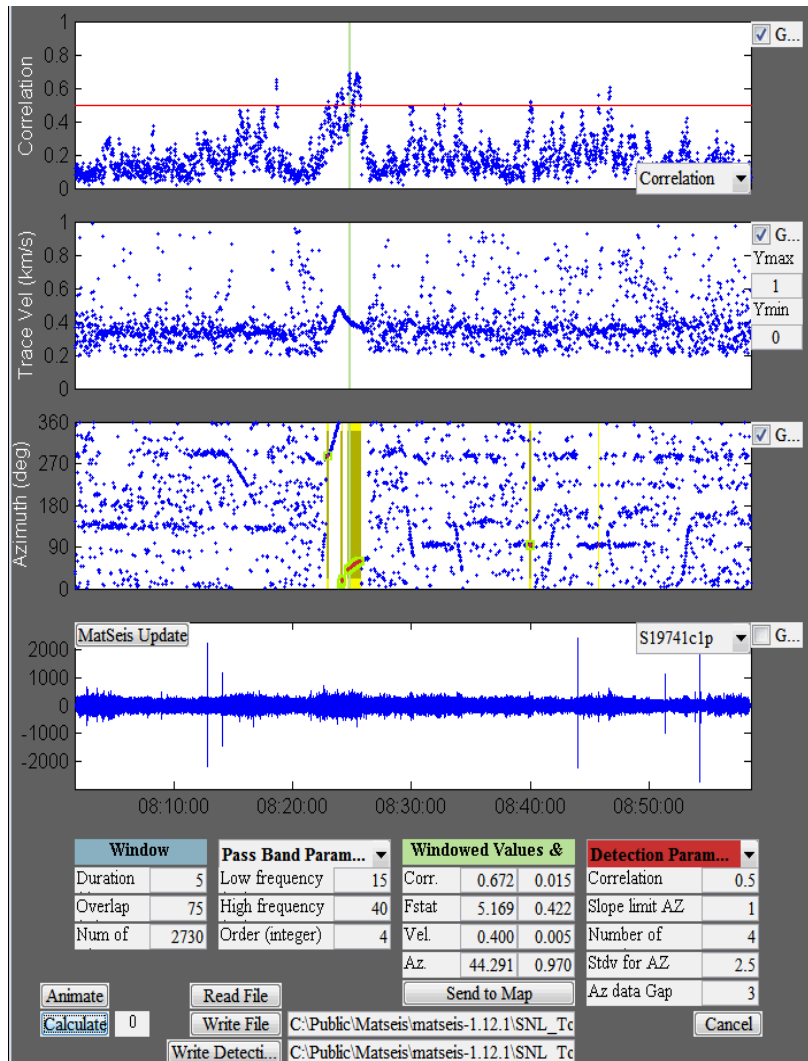 1
G...
0.8
0.6
0.4
0.2
0
Correlation
Correlation
1
G...
0.8
Ymax
0.6
1
0.4
Ymin
0.2
0
0
Trace Vel (km/s)
360
G...
270
180
90
0
Azimuth (deg)
MatSeis Update
S19741c1p
G...
2000
1000
0
-1000
-2000
08:10:00 08:20:00 08:30:00 08:40:00 08:50:00
Window
Duration 5
Overlap 75
Num of 2730
Pass Band Param...
Low frequency 15
High frequency 40
Order (integer) 4
Windowed Values &
Corr. 0.672 0.015
Fstat 5.169 0.422
Vel. 0.400 0.005
Az. 44.291 0.970
Send to Map
Detection Param...
Correlation 0.5
Slope limit AZ 1
Number of 4
Stdv for AZ 2.5
Az data Gap 3
Animate
Read File
Calculate 0
Write File C:\Public\Matseis\matseis-1.12.1\SNL_Tc
Cancel
Write Detecti... C:\Public\Matseis\matseis-1.12.1\SNL_Tc